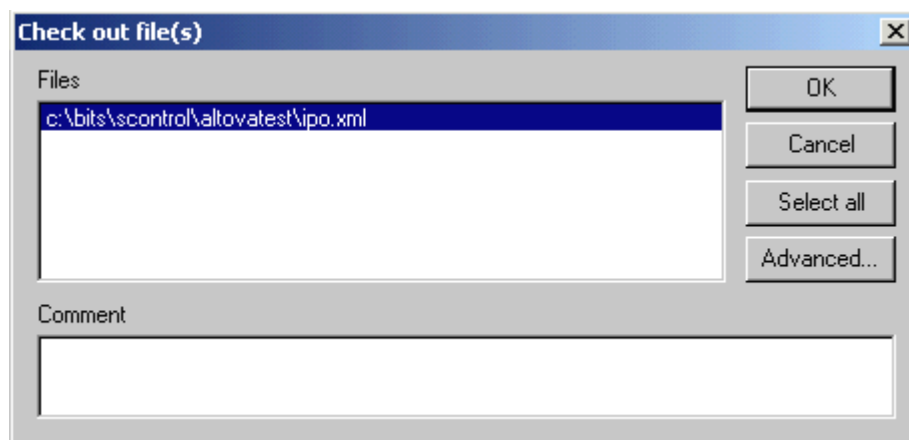 Check out file(s)
Files
c:\bits\scontrol\altovatest\ipo.xml
OK
Cancel
Select all
Advanced...
Comment